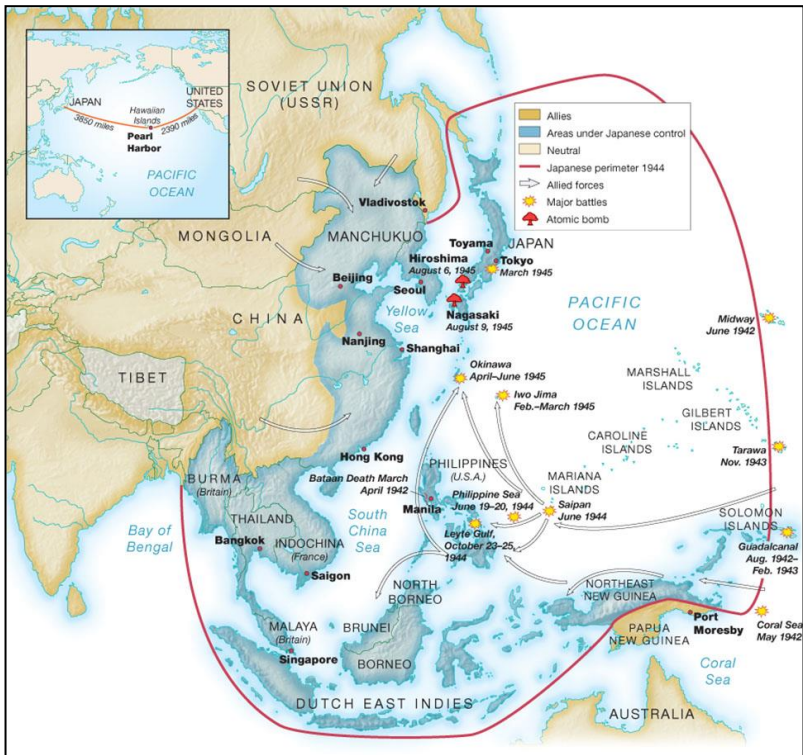 JAPAN
3850 miles
Hawaiian
Islands
Pearl
Harbor
2390 miles
UNITED
STATES
PACIFIC
OCEAN
SOVIET UNION
(USSR)
Allies
Areas under Japanese control
Neutral
Japanese perimeter 1944
Allied forces
Major battles
Atomic bomb
MONGOLIA
MANCHUKUO
Vladivostok
Toyama
JAPAN
Tokyo
March 1945
Hiroshima
August 6, 1945
Beijing
Seoul
Yellow
Sea
Nagasaki
August 9, 1945
PACIFIC
OCEAN
Midway
June 1942
CHINA
Nanjing
Shanghai
TIBET
Okinawa
April–June 1945
Iwo Jima
Feb.–March 1945
MARSHALL
ISLANDS
GILBERT
ISLANDS
CAROLINE
ISLANDS
Tarawa
Nov. 1943
Hong Kong
BURMA
(Britain)
Bataan Death March
April 1942
PHILIPPINES
(U.S.A.)
Manila
Philippine Sea
June 19–20, 1944
MARIANA
ISLANDS
Saipan
June 1944
Leyte Gulf,
October 23–25,
1944
SOLOMON
ISLANDS
Guadalcanal
Aug. 1942–
Feb. 1943
Bay of
Bengal
THAILAND
Bangkok
INDOCHINA
(France)
Saigon
South
China
Sea
NORTH
BORNEO
BRUNEI
BORNEO
MALAYA
(Britain)
Singapore
NORTHEAST
NEW GUINEA
PAPUA
NEW GUINEA
Port
Moresby
Coral Sea
May 1942
Coral
Sea
DUTCH EAST INDIES
AUSTRALIA